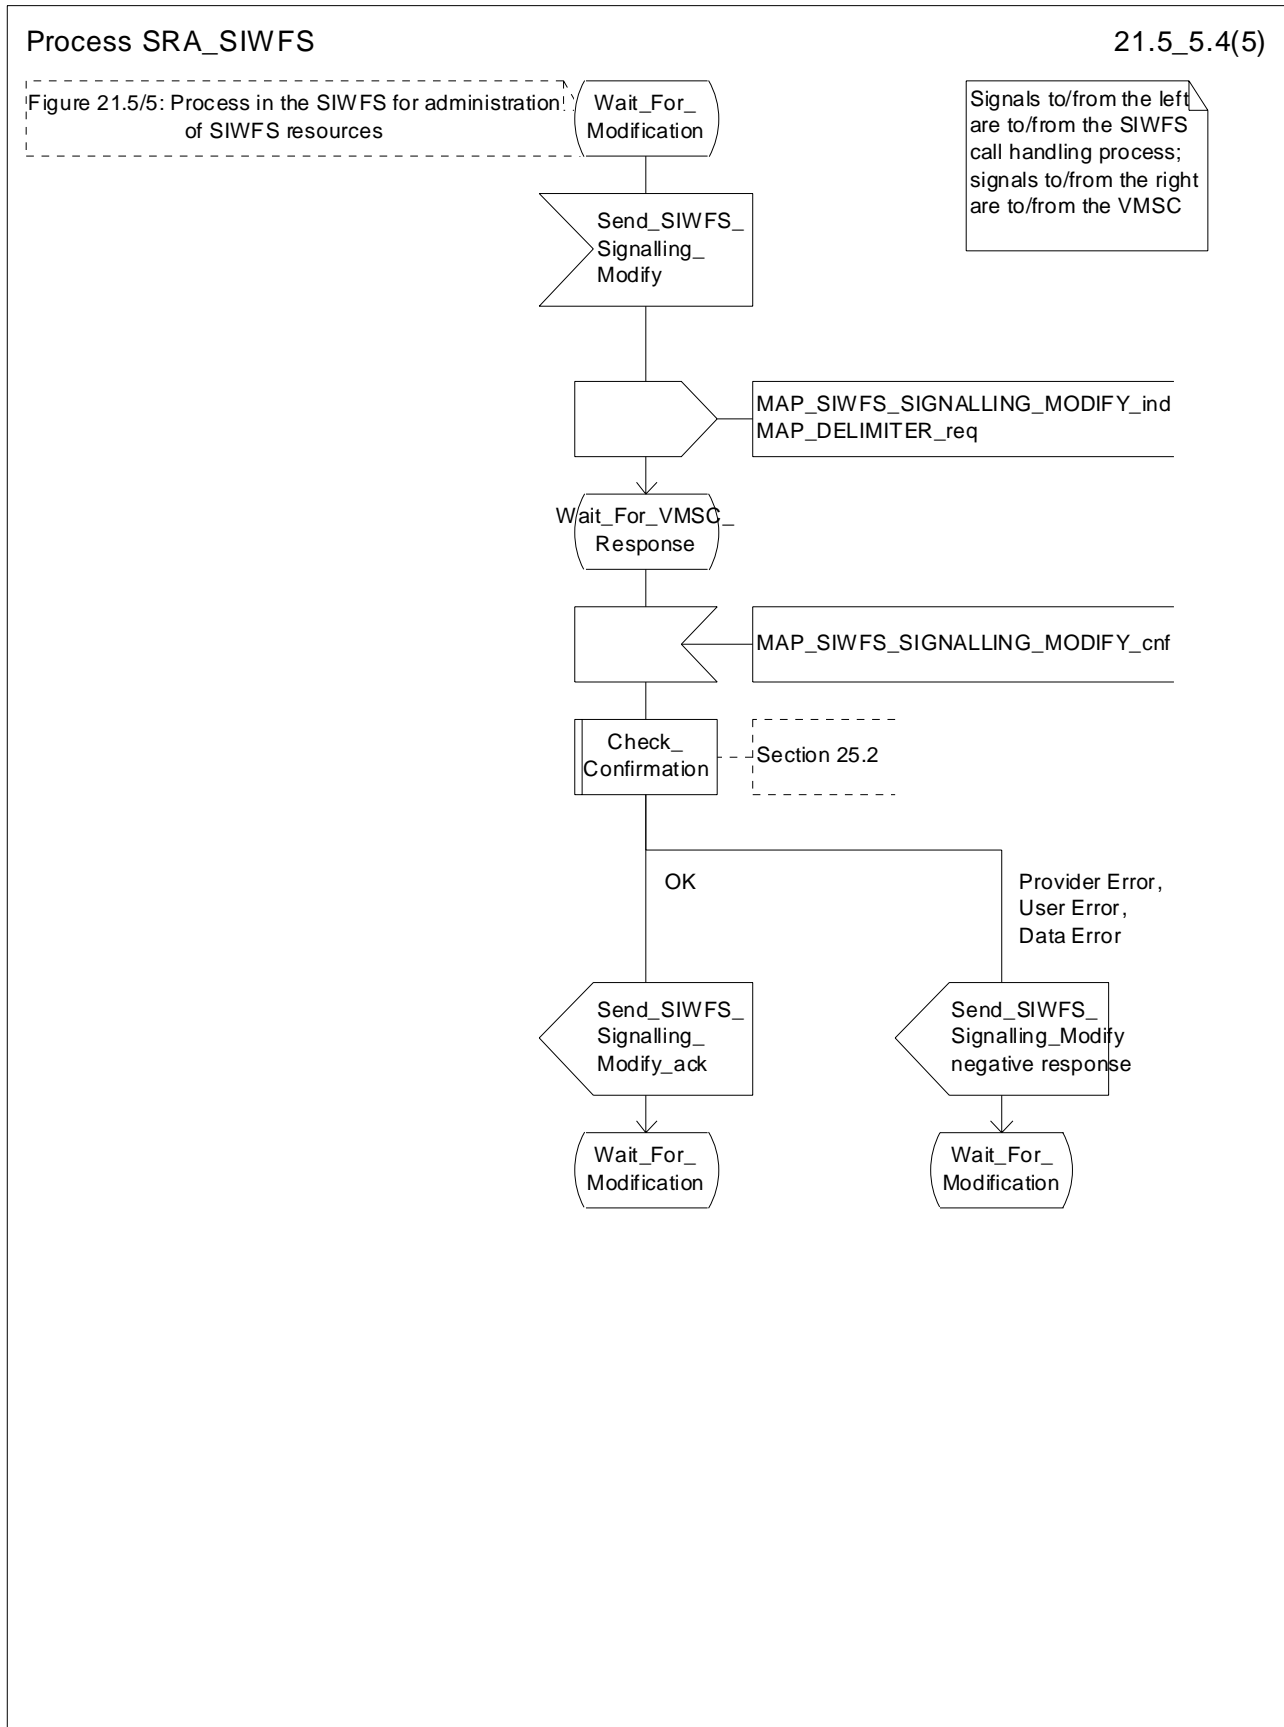 Process SRA_SIWFS
21.5_5.4(5)
Figure 21.5/5: Process in the SIWFS for administration
of SIWFS resources
Wait_For_
Modification
Signals to/from the left
are to/from the SIWFS
call handling process;
signals to/from the right
are to/from the VMSC
Send_SIWFS_
Signalling_
Modify
MAP_SIWFS_SIGNALLING_MODIFY_ind
MAP_DELIMITER_req
Wait_For_VMSC_
Response
MAP_SIWFS_SIGNALLING_MODIFY_cnf
Check_
Confirmation
Section 25.2
OK
Provider Error,
User Error,
Data Error
Send_SIWFS_
Signalling_
Modify_ack
Send_SIWFS_
Signalling_Modify
negative response
Wait_For_
Modification
Wait_For_
Modification